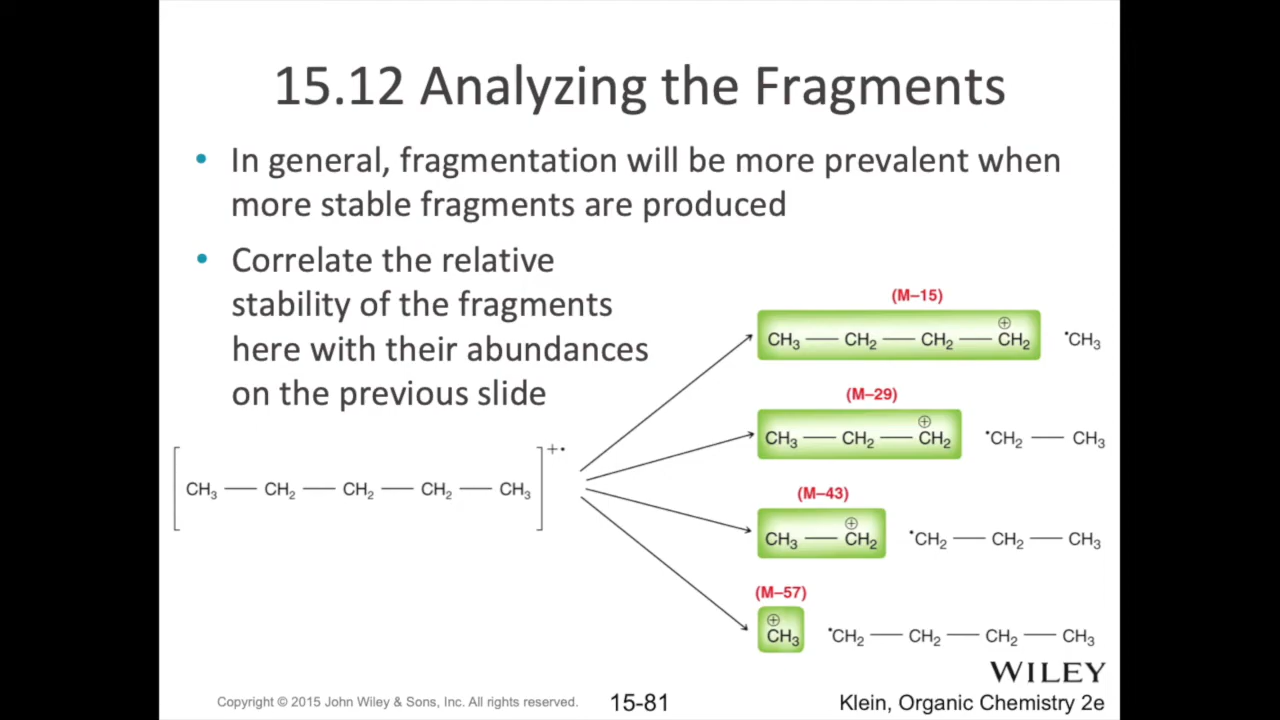 15.12 Analyzing the Fragments
• In general, fragmentation will be more prevalent when
more stable fragments are produced
• Correlate the relative
stability of the fragments
here with their abundances
on the previous slide
[CH₃ — CH₂ — CH₂ — CH₂ — CH₃]+•
(M–15)
CH₃ — CH₂ — CH₂ — CH₂⊕ •CH₃
(M–29)
CH₃ — CH₂ — CH₂⊕ •CH₂ — CH₃
(M–43)
CH₃ — CH₂⊕ •CH₂ — CH₂ — CH₃
(M–57)
⊕CH₃ •CH₂ — CH₂ — CH₂ — CH₃
WILEY
Copyright © 2015 John Wiley & Sons, Inc. All rights reserved.
15-81
Klein, Organic Chemistry 2e